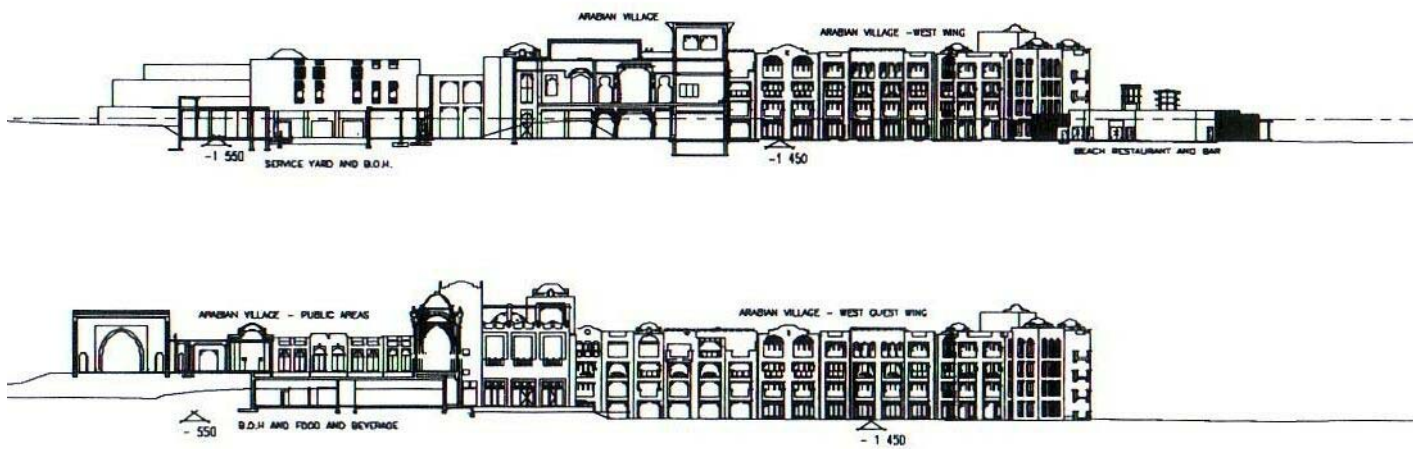 ARABIAN VILLAGE
ARABIAN VILLAGE -WEST WING
-1 550
SERVICE YARD AND B.O.H.
-1 450
BEACH RESTAURANT AND BAR
ARABIAN VILLAGE - PUBLIC AREAS
ARABIAN VILLAGE - WEST GUEST WING
- 550
B.O.H AND FOOD AND BEVERAGE
- 1 450